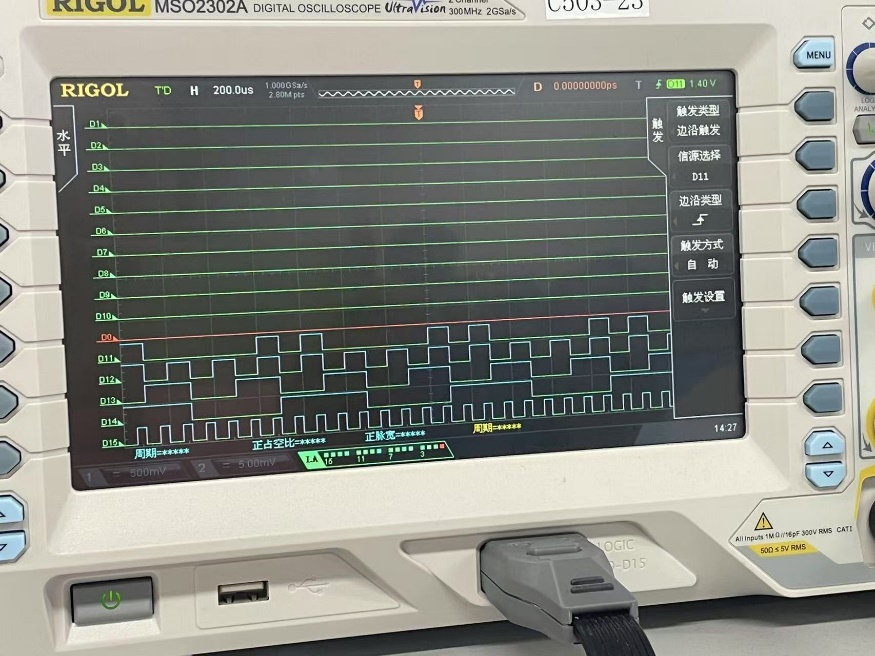 RIGOL MSO2302A DIGITAL OSCILLOSCOPE UltraVision 2 Channel
300MHz 2GSa/s
C503-23
RIGOL T'D H 200.0us 1.000GSa/s
2.80M pts
D 0.00000000ps T D11 1.40 V
水平
触发
触发类型
边沿触发
信源选择
D11
边沿类型
触发方式
自动
触发设置
D1
D2
D3
D4
D5
D6
D7
D8
D9
D10
D0
D11
D12
D13
D14
D15
周期=*****
正占空比=*****
正脉宽=*****
周期=*****
14:27
1 = 500mV 2 = 5.00mV LA 16 11 7 3
MENU
All Inputs 1MΩ//16pF 300V RMS CATI
50Ω≤5V RMS
LOGIC
-D15